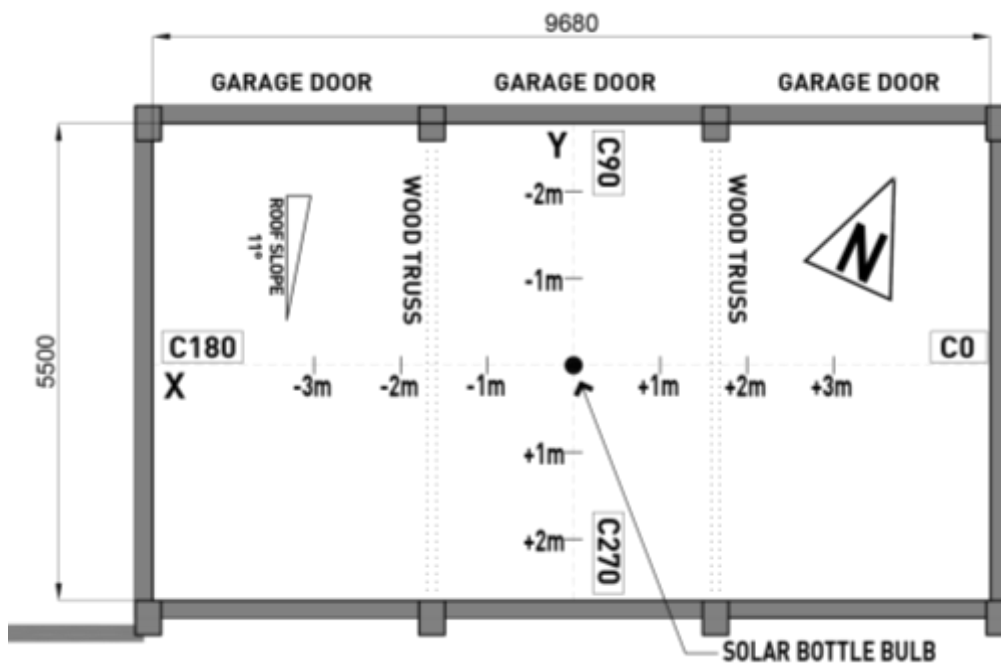 9680
GARAGE DOOR
GARAGE DOOR
GARAGE DOOR
Y
C90
-2m
-1m
WOOD TRUSS
WOOD TRUSS
ROOF SLOPE
11°
N
5500
C180
C0
X
-3m
-2m
-1m
+1m
+2m
+3m
+1m
+2m
C270
SOLAR BOTTLE BULB